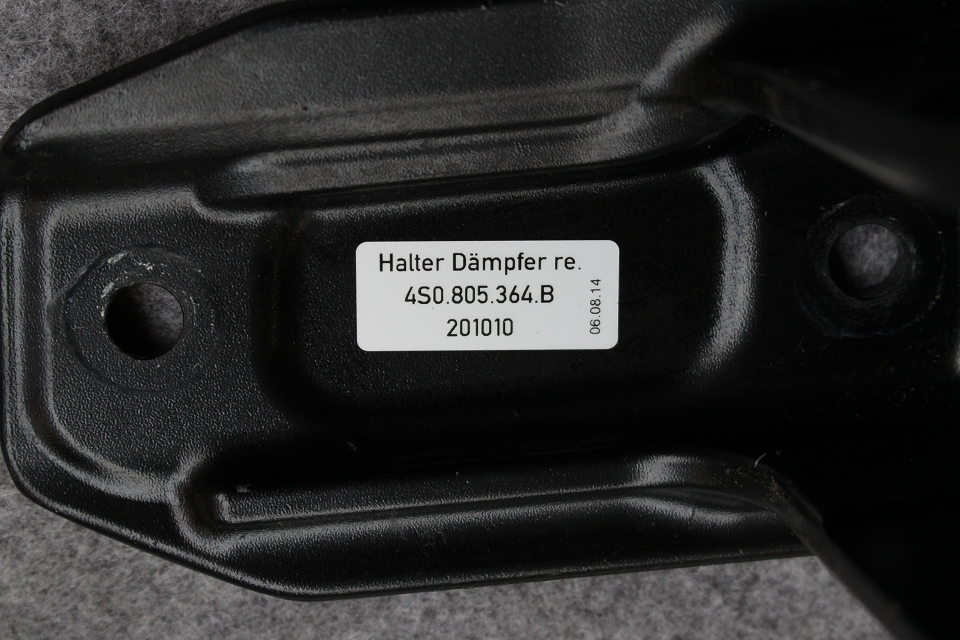 Halter Dämpfer re.
4S0.805.364.B
201010
06.08.14